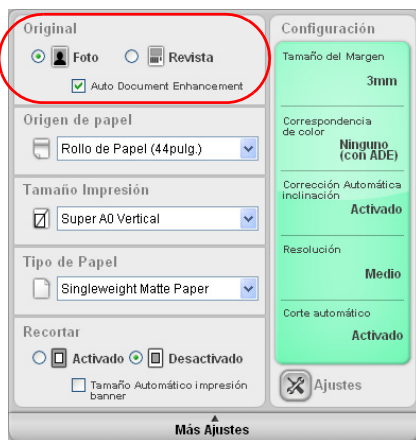 Original
Foto
Revista
Auto Document Enhancement
Origen de papel
Rollo de Papel (44pulg.)
Tamaño Impresión
Super A0 Vertical
Tipo de Papel
Singleweight Matte Paper
Recortar
Activado
Desactivado
Tamaño Automático impresión
banner
Configuración
Tamaño del Margen
3mm
Correspondencia
de color
Ninguno
(con ADE)
Corrección Automática
inclinación
Activado
Resolución
Medio
Corte automático
Activado
Ajustes
Más Ajustes